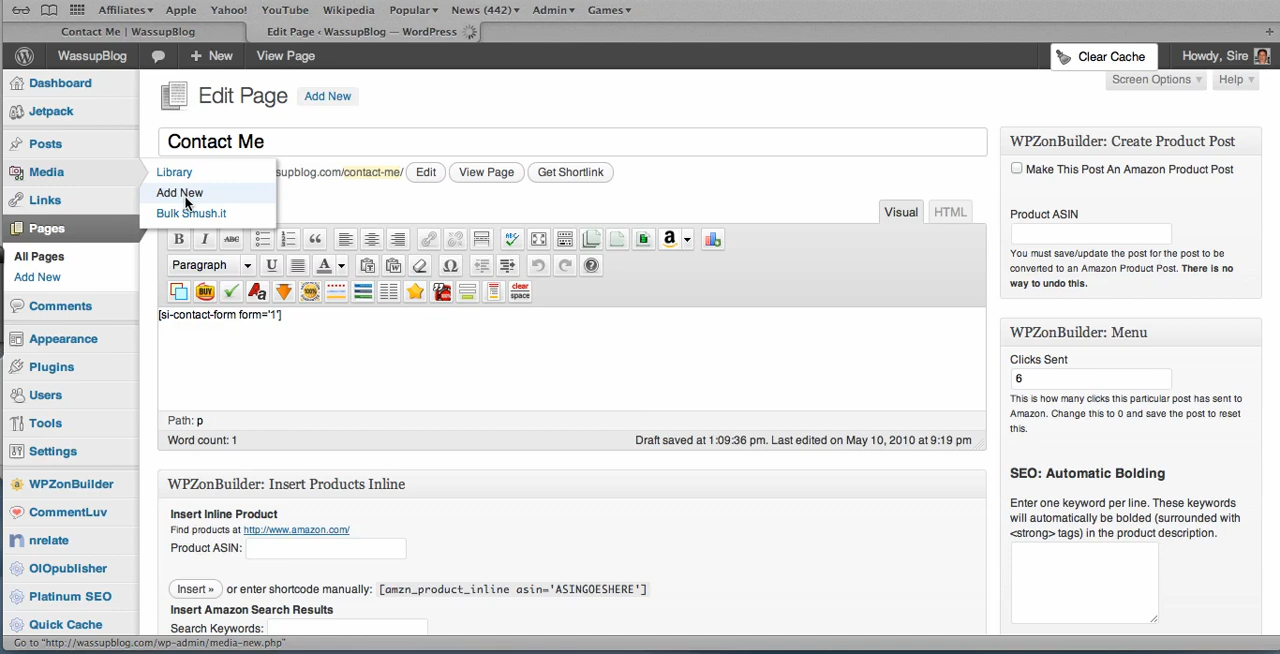 Affiliates▾ Apple Yahoo! YouTube Wikipedia Popular▾ News (442)▾ Admin▾ Games▾
Contact Me | WassupBlog Edit Page ‹ WassupBlog — WordPress
WassupBlog + New View Page Clear Cache Howdy, Sire
Screen Options ▾ Help ▾
Dashboard
Jetpack
Posts
Media
Links
Pages
All Pages
Add New
Comments
Appearance
Plugins
Users
Tools
Settings
WPZonBuilder
CommentLuv
nrelate
OIOpublisher
Platinum SEO
Quick Cache
Library
Add New
Bulk Smush.it
Edit Page Add New
Contact Me
supblog.com/contact-me/ Edit View Page Get Shortlink
Visual HTML
B I ABC
Paragraph U A
BUY 100% clear space
[si-contact-form form='1']
Path: p
Word count: 1 Draft saved at 1:09:36 pm. Last edited on May 10, 2010 at 9:19 pm
WPZonBuilder: Insert Products Inline
Insert Inline Product
Find products at http://www.amazon.com/
Product ASIN:
Insert » or enter shortcode manually: [amzn_product_inline asin='ASINGOESHERE']
Insert Amazon Search Results
Search Keywords:
WPZonBuilder: Create Product Post
Make This Post An Amazon Product Post
Product ASIN
You must save/update the post for the post to be
converted to an Amazon Product Post. There is no
way to undo this.
WPZonBuilder: Menu
Clicks Sent
6
This is how many clicks this particular post has sent to
Amazon. Change this to 0 and save the post to reset
this.
SEO: Automatic Bolding
Enter one keyword per line. These keywords
will automatically be bolded (surrounded with
<strong> tags) in the product description.
Go to "http://wassupblog.com/wp-admin/media-new.php"